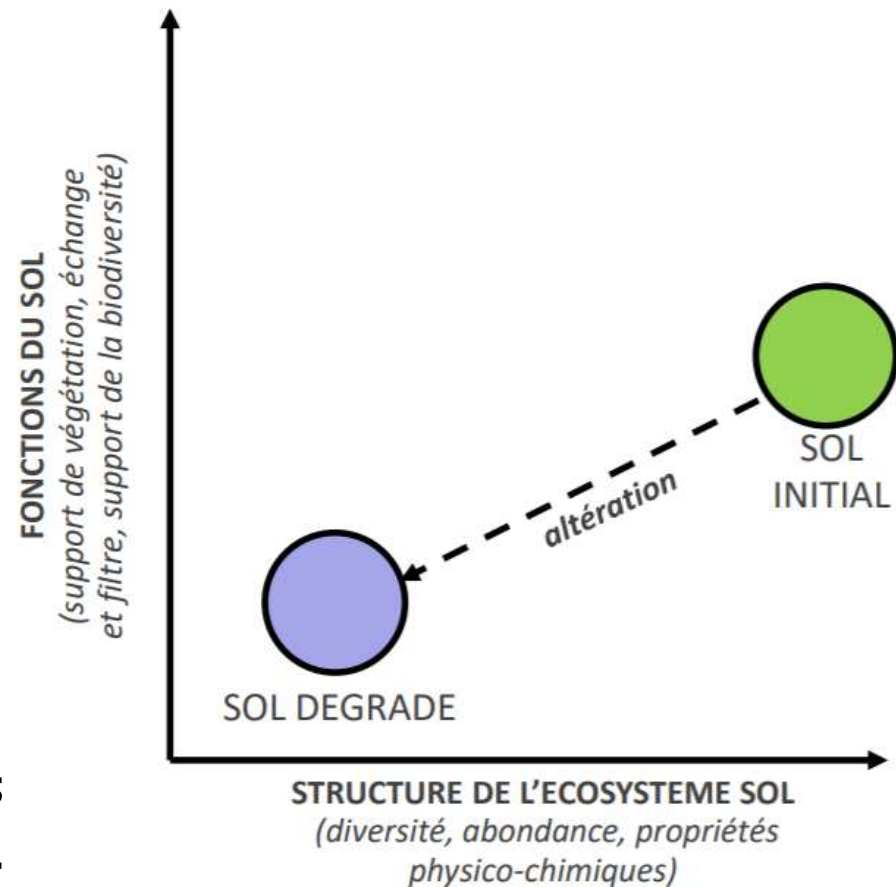 FONCTIONS DU SOL
(support de végétation, échange
et filtre, support de la biodiversité)
SOL
INITIAL
altération
SOL DEGRADE
STRUCTURE DE L'ECOSYSTEME SOL
(diversité, abondance, propriétés
physico-chimiques)